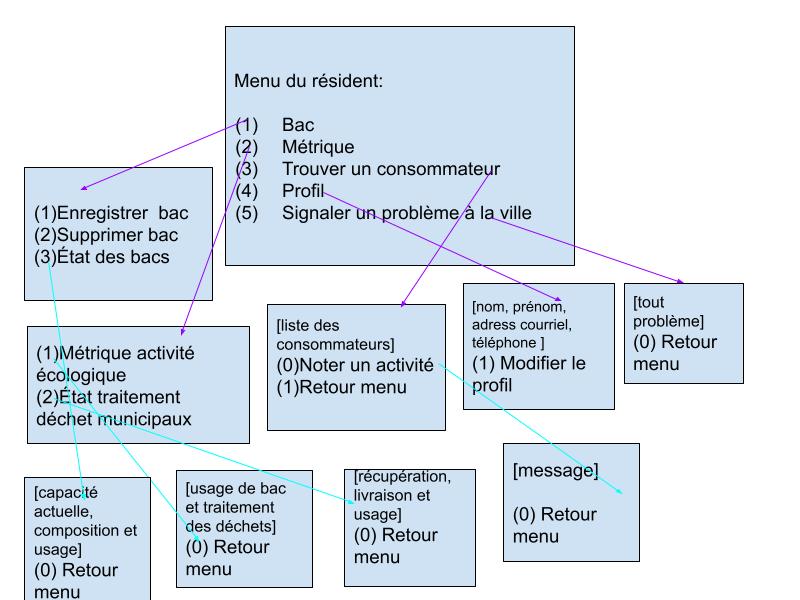 Menu du résident:
(1) Bac
(2) Métrique
(3) Trouver un consommateur
(4) Profil
(5) Signaler un problème à la ville
(1)Enregistrer bac
(2)Supprimer bac
(3)État des bacs
[liste des
consommateurs]
(0)Noter un activité
(1)Retour menu
[nom, prénom,
adress courriel,
téléphone ]
(1) Modifier le
profil
[tout
problème]
(0) Retour
menu
(1)Métrique activité
écologique
(2)État traitement
déchet municipaux
[capacité
actuelle,
composition et
usage]
(0) Retour
menu
[usage de bac
et traitement
des déchets]
(0) Retour
menu
[récupération,
livraison et
usage]
(0) Retour
menu
[message]
(0) Retour
menu